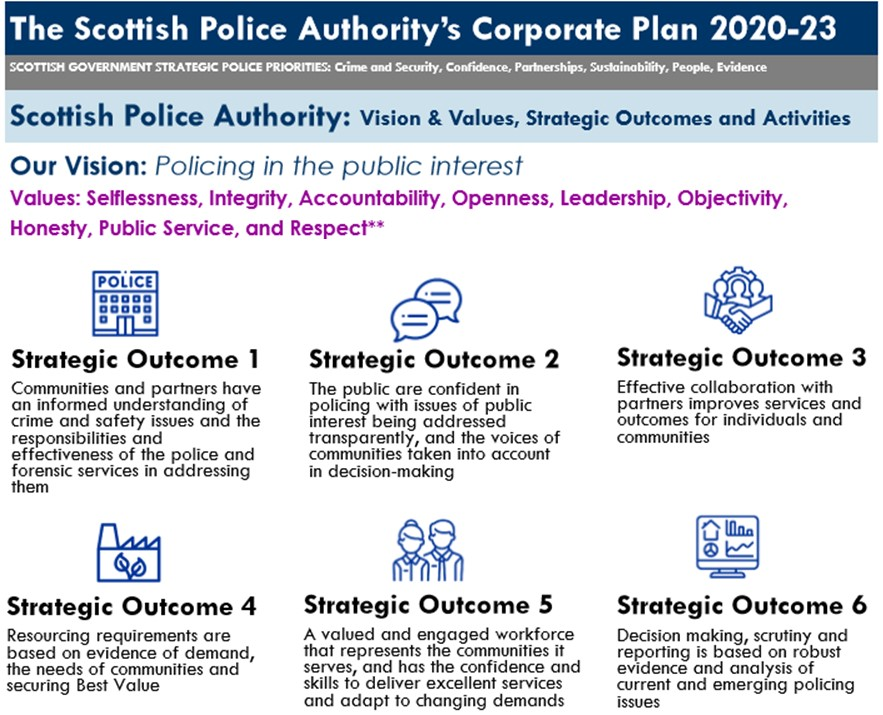 The Scottish Police Authority's Corporate Plan 2020-23
SCOTTISH GOVERNMENT STRATEGIC POLICE PRIORITIES: Crime and Security, Confidence, Partnerships, Sustainability, People, Evidence
Scottish Police Authority: Vision & Values, Strategic Outcomes and Activities
Our Vision: Policing in the public interest
Values: Selflessness, Integrity, Accountability, Openness, Leadership, Objectivity,
Honesty, Public Service, and Respect**
POLICE
Strategic Outcome 1
Communities and partners have
an informed understanding of
crime and safety issues and the
responsibilities and
effectiveness of the police and
forensic services in addressing
them
Strategic Outcome 2
The public are confident in
policing with issues of public
interest being addressed
transparently, and the voices of
communities taken into account
in decision-making
Strategic Outcome 3
Effective collaboration with
partners improves services and
outcomes for individuals and
communities
Strategic Outcome 4
Resourcing requirements are
based on evidence of demand,
the needs of communities and
securing Best Value
Strategic Outcome 5
A valued and engaged workforce
that represents the communities it
serves, and has the confidence and
skills to deliver excellent services
and adapt to changing demands
Strategic Outcome 6
Decision making, scrutiny and
reporting is based on robust
evidence and analysis of
current and emerging policing
issues